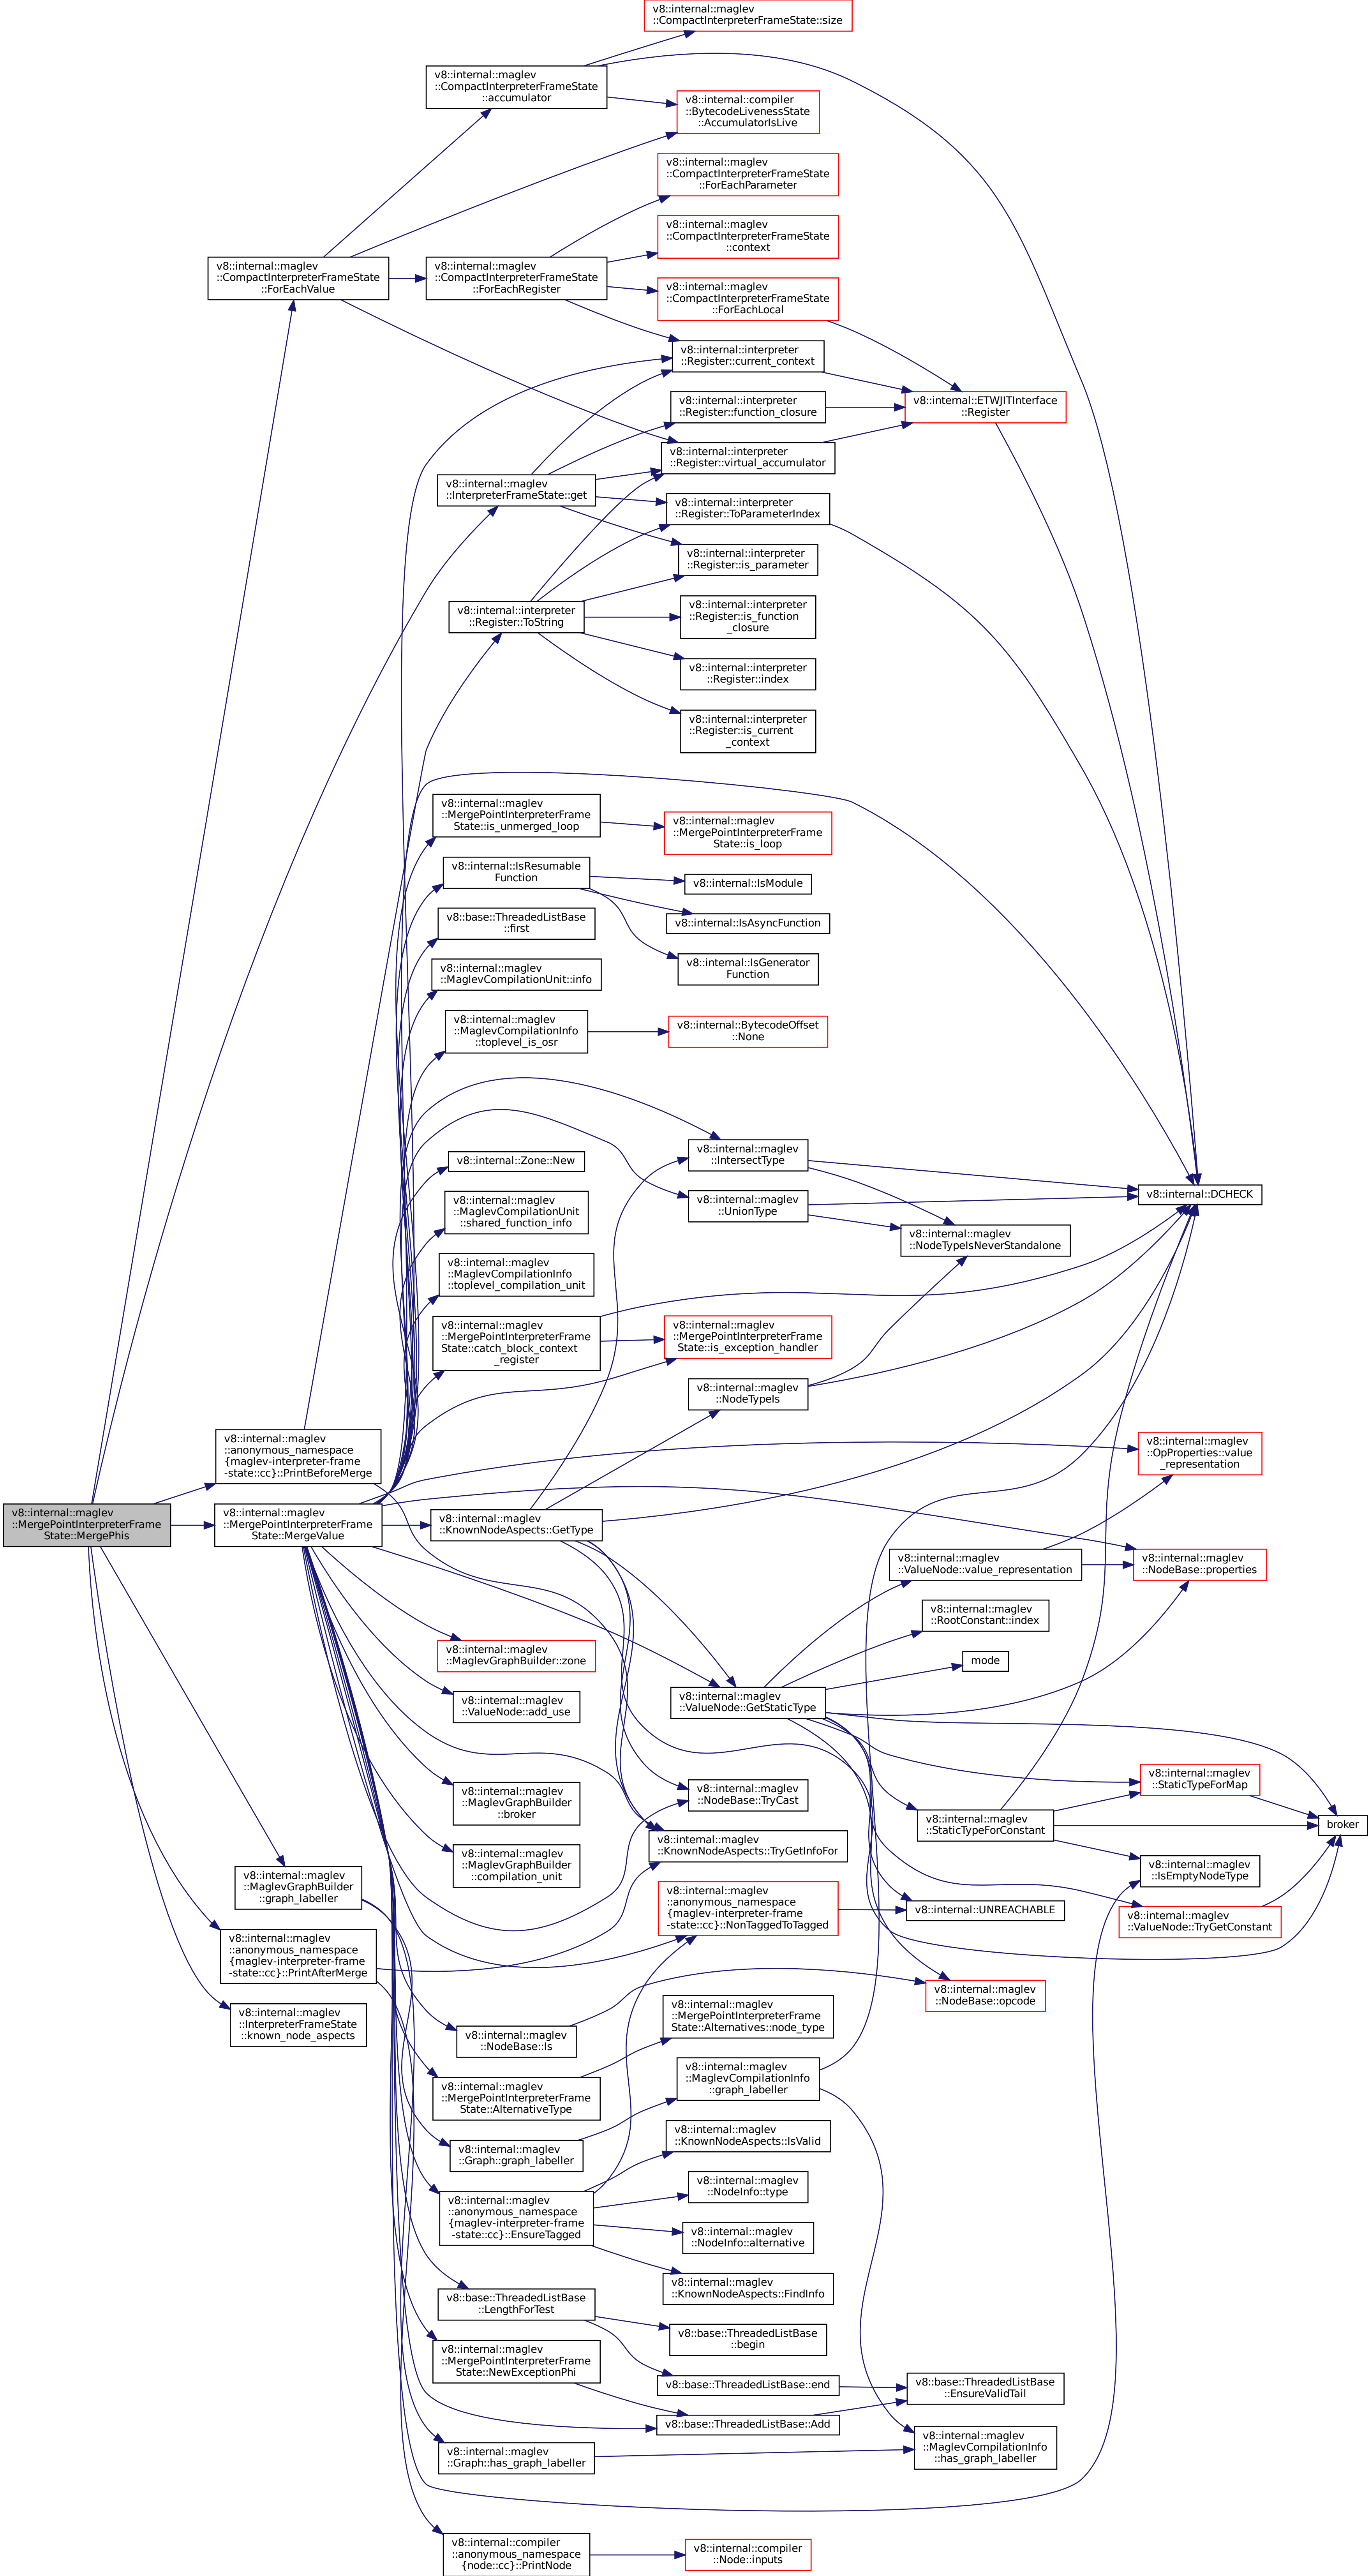 v8::internal::maglev
::CompactInterpreterFrameState::size
v8::internal::maglev
::CompactInterpreterFrameState
::accumulator
v8::internal::compiler
::BytecodeLivenessState
::AccumulatorIsLive
v8::internal::maglev
::CompactInterpreterFrameState
::ForEachParameter
v8::internal::maglev
::CompactInterpreterFrameState
::context
v8::internal::maglev
::CompactInterpreterFrameState
::ForEachValue
v8::internal::maglev
::CompactInterpreterFrameState
::ForEachRegister
v8::internal::maglev
::CompactInterpreterFrameState
::ForEachLocal
v8::internal::interpreter
::Register::current_context
v8::internal::interpreter
::Register::function_closure
v8::internal::ETWJITInterface
::Register
v8::internal::interpreter
::Register::virtual_accumulator
v8::internal::maglev
::InterpreterFrameState::get
v8::internal::interpreter
::Register::ToParameterIndex
v8::internal::interpreter
::Register::is_parameter
v8::internal::interpreter
::Register::ToString
v8::internal::interpreter
::Register::is_function
_closure
v8::internal::interpreter
::Register::index
v8::internal::interpreter
::Register::is_current
_context
v8::internal::maglev
::MergePointInterpreterFrame
State::is_unmerged_loop
v8::internal::maglev
::MergePointInterpreterFrame
State::is_loop
v8::internal::IsResumable
Function
v8::internal::IsModule
v8::internal::IsAsyncFunction
v8::base::ThreadedListBase
::first
v8::internal::IsGenerator
Function
v8::internal::maglev
::MaglevCompilationUnit::info
v8::internal::maglev
::MaglevCompilationInfo
::toplevel_is_osr
v8::internal::BytecodeOffset
::None
v8::internal::maglev
::IntersectType
v8::internal::Zone::New
v8::internal::DCHECK
v8::internal::maglev
::MaglevCompilationUnit
::shared_function_info
v8::internal::maglev
::UnionType
v8::internal::maglev
::NodeTypeIsNeverStandalone
v8::internal::maglev
::MaglevCompilationInfo
::toplevel_compilation_unit
v8::internal::maglev
::MergePointInterpreterFrame
State::catch_block_context
_register
v8::internal::maglev
::MergePointInterpreterFrame
State::is_exception_handler
v8::internal::maglev
::NodeTypeIs
v8::internal::maglev
::anonymous_namespace
{maglev-interpreter-frame
-state::cc}::PrintBeforeMerge
v8::internal::maglev
::OpProperties::value
_representation
v8::internal::maglev
::MergePointInterpreterFrame
State::MergePhis
v8::internal::maglev
::MergePointInterpreterFrame
State::MergeValue
v8::internal::maglev
::KnownNodeAspects::GetType
v8::internal::maglev
::ValueNode::value_representation
v8::internal::maglev
::NodeBase::properties
v8::internal::maglev
::RootConstant::index
v8::internal::maglev
::MaglevGraphBuilder::zone
mode
v8::internal::maglev
::ValueNode::add_use
v8::internal::maglev
::ValueNode::GetStaticType
v8::internal::maglev
::StaticTypeForMap
v8::internal::maglev
::MaglevGraphBuilder
::broker
v8::internal::maglev
::NodeBase::TryCast
v8::internal::maglev
::StaticTypeForConstant
broker
v8::internal::maglev
::MaglevGraphBuilder
::compilation_unit
v8::internal::maglev
::KnownNodeAspects::TryGetInfoFor
v8::internal::maglev
::IsEmptyNodeType
v8::internal::maglev
::MaglevGraphBuilder
::graph_labeller
v8::internal::maglev
::anonymous_namespace
{maglev-interpreter-frame
-state::cc}::NonTaggedToTagged
v8::internal::UNREACHABLE
v8::internal::maglev
::ValueNode::TryGetConstant
v8::internal::maglev
::anonymous_namespace
{maglev-interpreter-frame
-state::cc}::PrintAfterMerge
v8::internal::maglev
::NodeBase::opcode
v8::internal::maglev
::InterpreterFrameState
::known_node_aspects
v8::internal::maglev
::NodeBase::Is
v8::internal::maglev
::MergePointInterpreterFrame
State::Alternatives::node_type
v8::internal::maglev
::MergePointInterpreterFrame
State::AlternativeType
v8::internal::maglev
::MaglevCompilationInfo
::graph_labeller
v8::internal::maglev
::Graph::graph_labeller
v8::internal::maglev
::KnownNodeAspects::IsValid
v8::internal::maglev
::NodeInfo::type
v8::internal::maglev
::anonymous_namespace
{maglev-interpreter-frame
-state::cc}::EnsureTagged
v8::internal::maglev
::NodeInfo::alternative
v8::internal::maglev
::KnownNodeAspects::FindInfo
v8::base::ThreadedListBase
::LengthForTest
v8::base::ThreadedListBase
::begin
v8::internal::maglev
::MergePointInterpreterFrame
State::NewExceptionPhi
v8::base::ThreadedListBase::end
v8::base::ThreadedListBase
::EnsureValidTail
v8::base::ThreadedListBase::Add
v8::internal::maglev
::Graph::has_graph_labeller
v8::internal::maglev
::MaglevCompilationInfo
::has_graph_labeller
v8::internal::compiler
::anonymous_namespace
{node::cc}::PrintNode
v8::internal::compiler
::Node::inputs